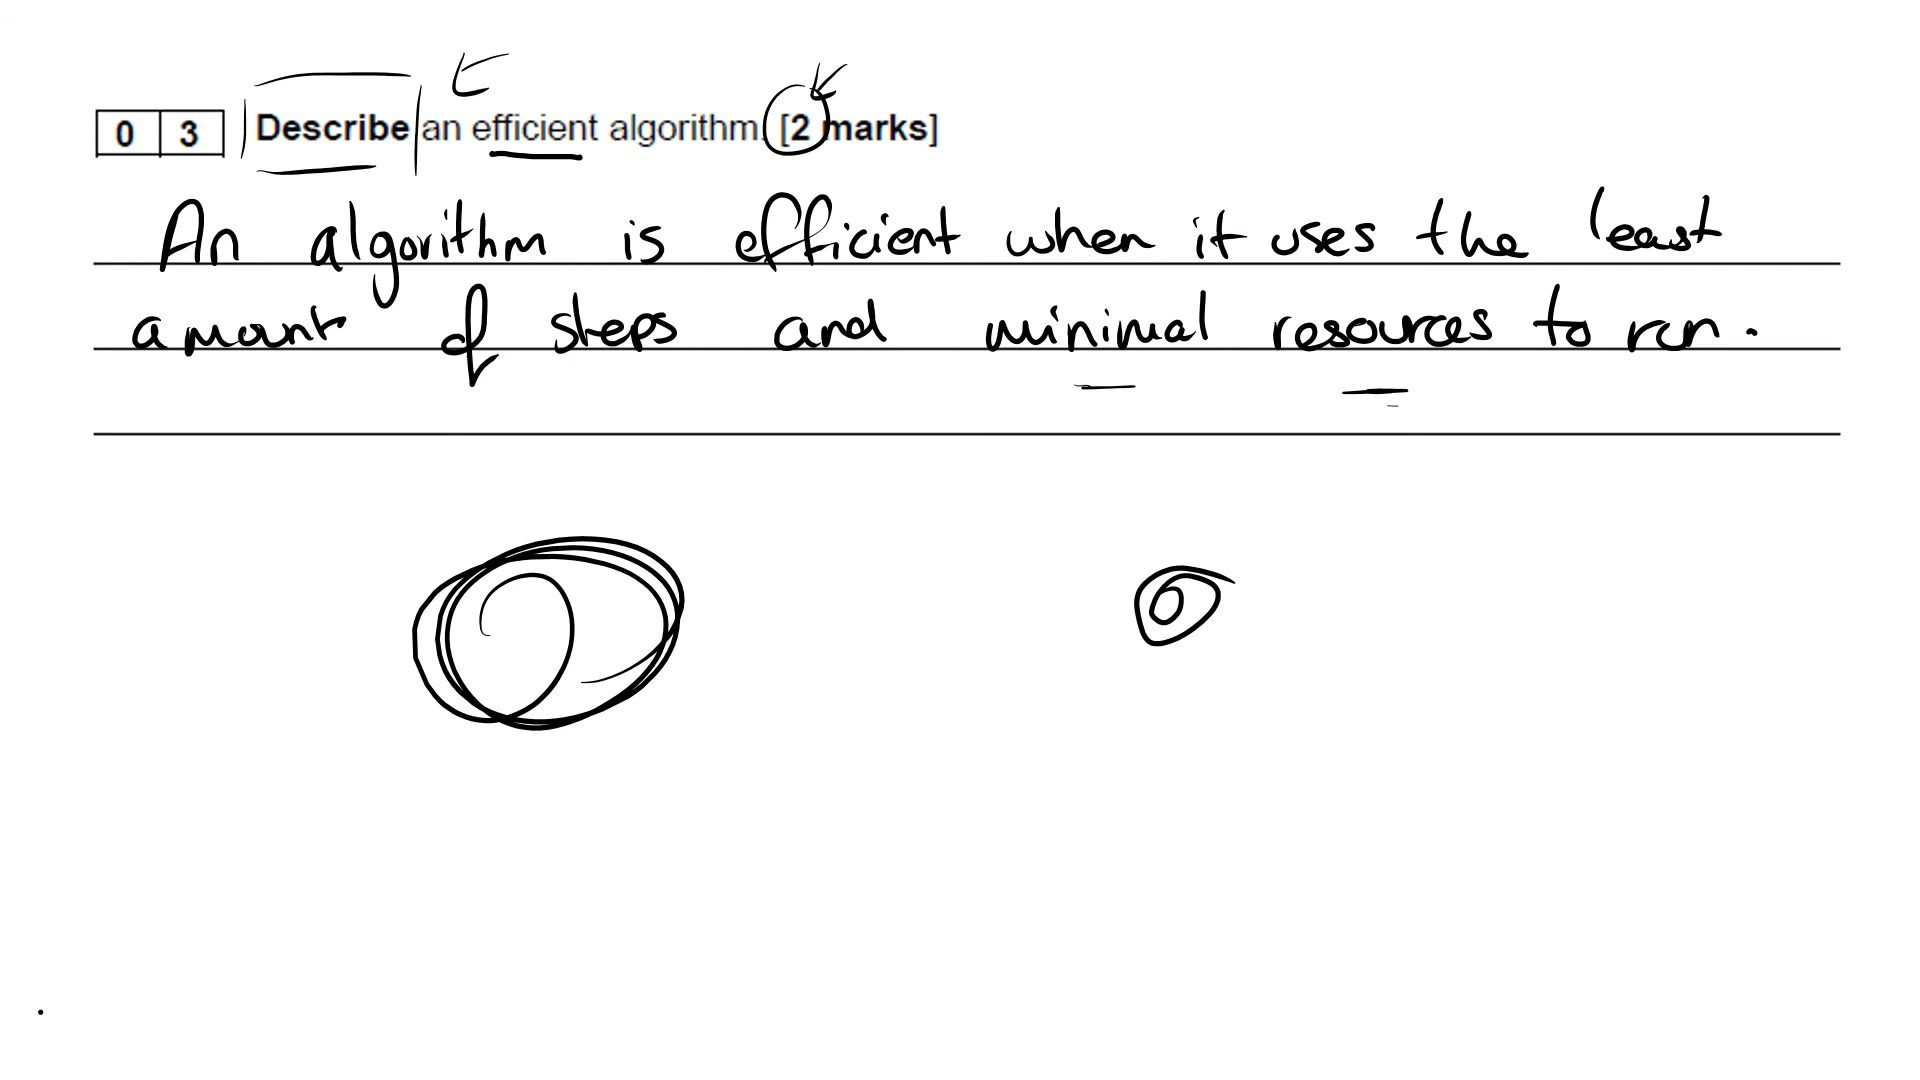 0 3 Describe an efficient algorithm. [2 marks]
An algorithm is efficient when it uses the least
amount of steps and minimal resources to run.